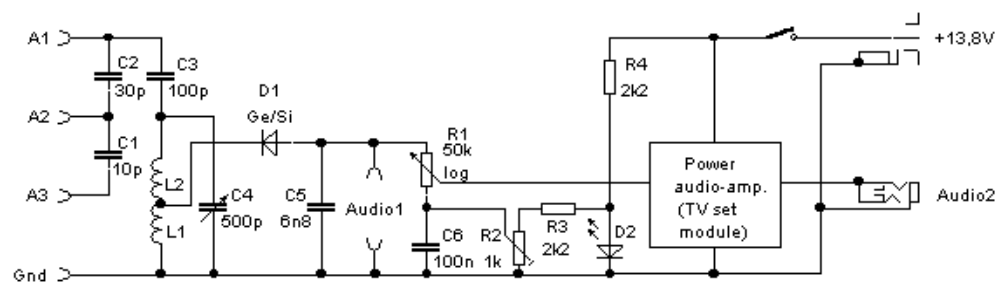 A1
C2
30p
C3
100p
A2
C1
10p
A3
L2
L1
C4
500p
D1
Ge/Si
C5
6n8
Audio1
R1
50k
log
C6
100n
R2
1k
R3
2k2
R4
2k2
D2
Power
audio-amp.
(TV set
module)
+13,8V
Audio2
Gnd